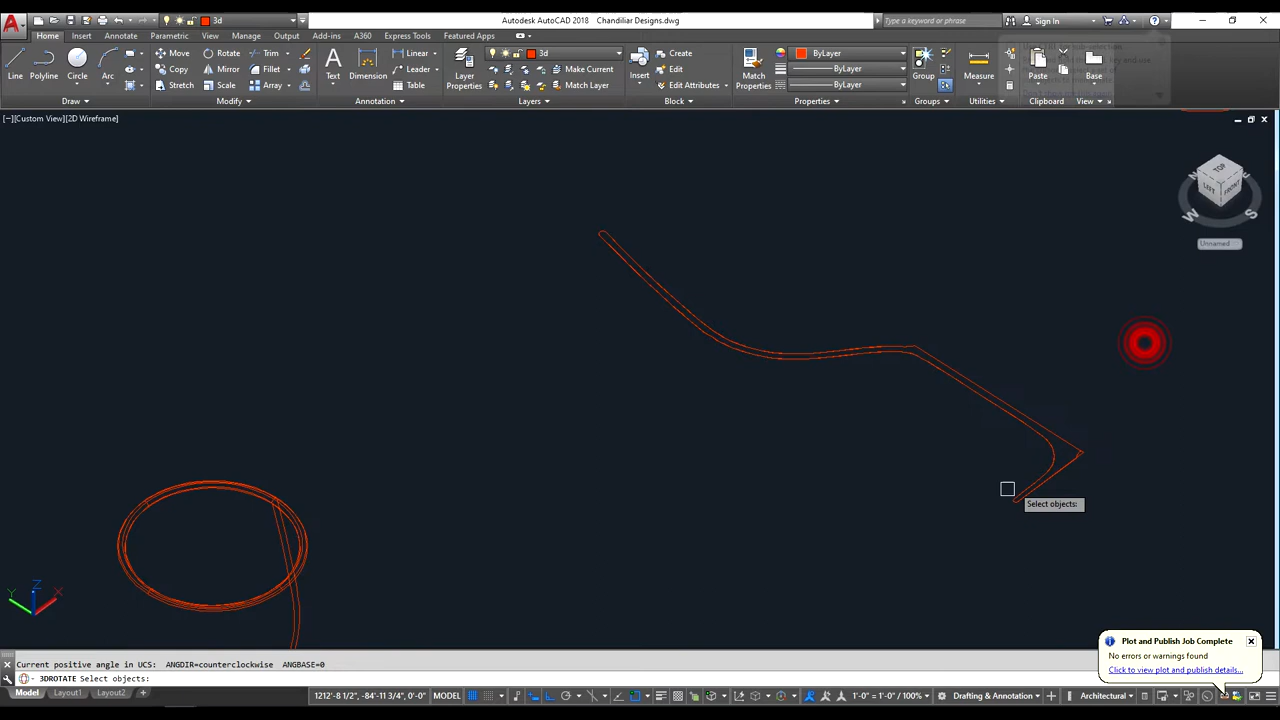 3d
Autodesk AutoCAD 2018 Chandiliar Designs.dwg
Type a keyword or phrase
Sign In
Home Insert Annotate Parametric View Manage Output Add-ins A360 Express Tools Featured Apps
Line Polyline Circle Arc
Move Rotate Trim
Copy Mirror Fillet
Stretch Scale Array
Text Dimension
Linear
Leader
Table
Layer Properties
3d
Make Current
Match Layer
Insert
Create
Edit
Edit Attributes
Match Properties
ByLayer
ByLayer
ByLayer
Group
Measure
Paste
Base
Draw Modify Annotation Layers Block Properties Groups Utilities Clipboard View
[−][Custom View][2D Wireframe]
TOP
LEFT FRONT
W S
Unnamed
Select objects:
Z
Y X
Plot and Publish Job Complete
No errors or warnings found
Click to view plot and publish details...
Current positive angle in UCS: ANGDIR=counterclockwise ANGBASE=0
3DROTATE Select objects:
Model Layout1 Layout2 +
1212'-8 1/2", -84'-11 3/4", 0'-0" MODEL 1'-0" = 1'-0" / 100% Drafting & Annotation Architectural